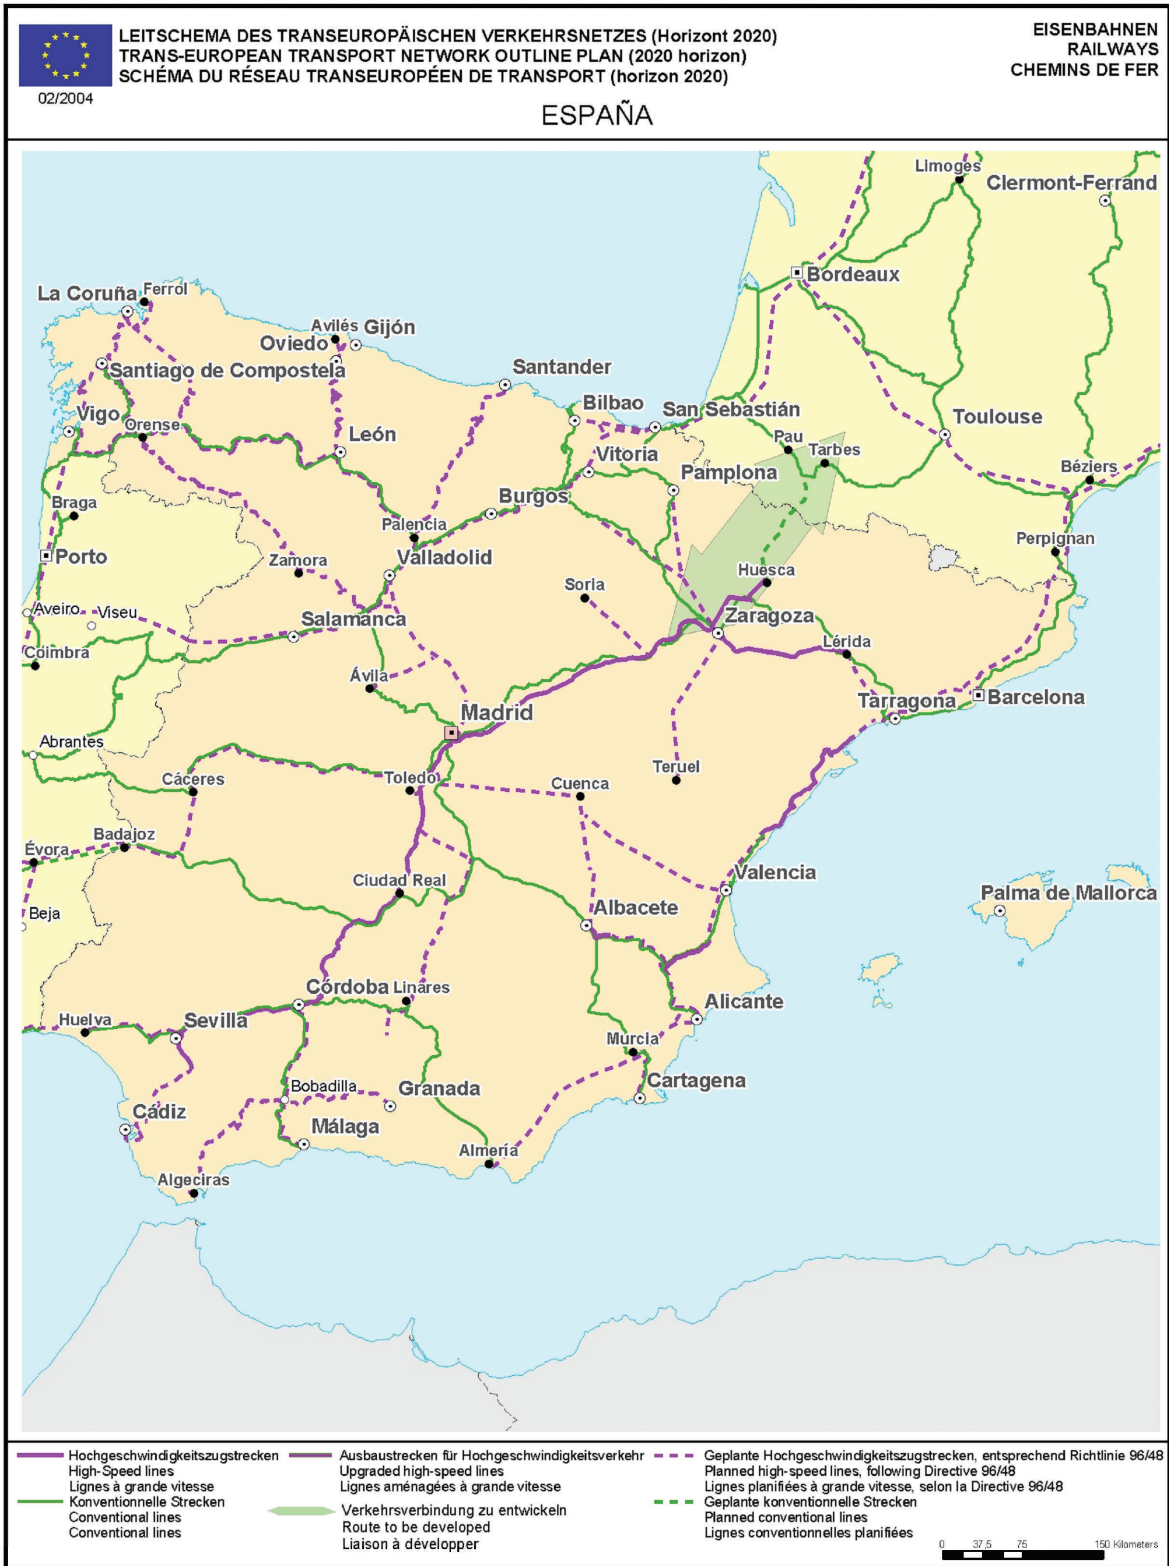 LEITSCHEMA DES TRANSEUROPÄISCHEN VERKEHRSNETZES (Horizont 2020)
TRANS-EUROPEAN TRANSPORT NETWORK OUTLINE PLAN (2020 horizon)
SCHÉMA DU RÉSEAU TRANSEUROPÉEN DE TRANSPORT (horizon 2020)
02/2004
EISENBAHNEN
RAILWAYS
CHEMINS DE FER
ESPAÑA
Limoges
Clermont-Ferrand
Bordeaux
La Coruña
Ferrol
Avilés
Gijón
Oviedo
Santiago de Compostela
Santander
Bilbao
San Sebastián
Toulouse
Vigo
Orense
León
Vitoria
Pau
Tarbes
Pamplona
Béziers
Braga
Burgos
Palencia
Porto
Perpignan
Zamora
Valladolid
Soria
Huesca
Aveiro
Viseu
Salamanca
Zaragoza
Coimbra
Lérida
Ávila
Tarragona
Barcelona
Madrid
Abrantes
Cáceres
Toledo
Cuenca
Teruel
Badajoz
Évora
Ciudad Real
Valencia
Palma de Mallorca
Beja
Albacete
Córdoba
Linares
Alicante
Huelva
Sevilla
Murcia
Cartagena
Bobadilla
Granada
Cádiz
Málaga
Almería
Algeciras
Hochgeschwindigkeitszugstrecken
High-Speed lines
Lignes à grande vitesse
Konventionnelle Strecken
Conventional lines
Conventional lines
Ausbaustrecken für Hochgeschwindigkeitsverkehr
Upgraded high-speed lines
Lignes aménagées à grande vitesse
Verkehrsverbindung zu entwickeln
Route to be developed
Liaison à développer
Geplante Hochgeschwindigkeitszugstrecken, entsprechend Richtlinie 96/48
Planned high-speed lines, following Directive 96/48
Lignes planifiées à grande vitesse, selon la Directive 96/48
Geplante konventionelle Strecken
Planned conventional lines
Lignes conventionnelles planifiées
0 37,5 75 150 Kilometers